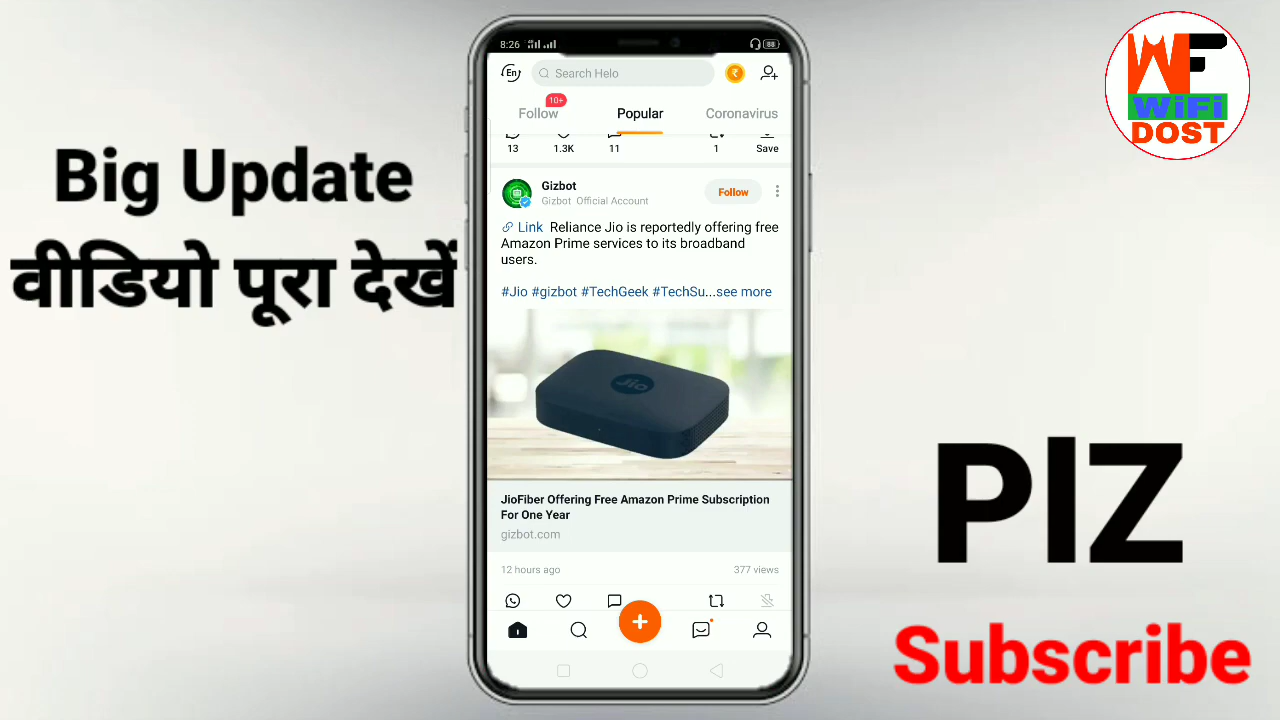 Big Update
वीडियो पूरा देखें
8:26
88
En
Search Helo
₹
10+
Follow
Popular
Coronavirus
13
1.3K
11
1
Save
Gizbot
Gizbot Official Account
Follow
Link Reliance Jio is reportedly offering free
Amazon Prime services to its broadband
users.
#Jio #gizbot #TechGeek #TechSu...see more
Jio
JioFiber Offering Free Amazon Prime Subscription
For One Year
gizbot.com
12 hours ago
377 views
WF
WiFi
DOST
PlZ
Subscribe